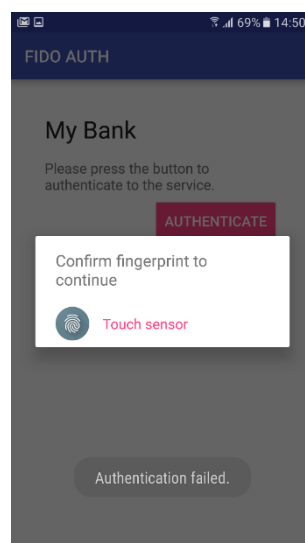 69% 14:50
FIDO AUTH
My Bank
Please press the button to
authenticate to the service.
AUTHENTICATE
Confirm fingerprint to
continue
Touch sensor
Authentication failed.